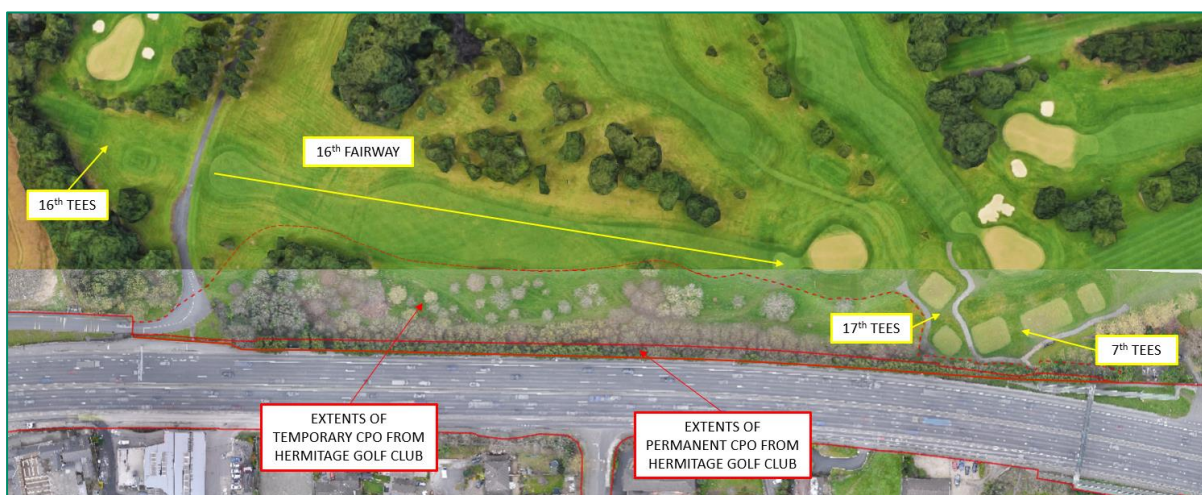 16th FAIRWAY
16th TEES
17th TEES
7th TEES
EXTENTS OF
TEMPORARY CPO FROM
HERMITAGE GOLF CLUB
EXTENTS OF
PERMANENT CPO FROM
HERMITAGE GOLF CLUB